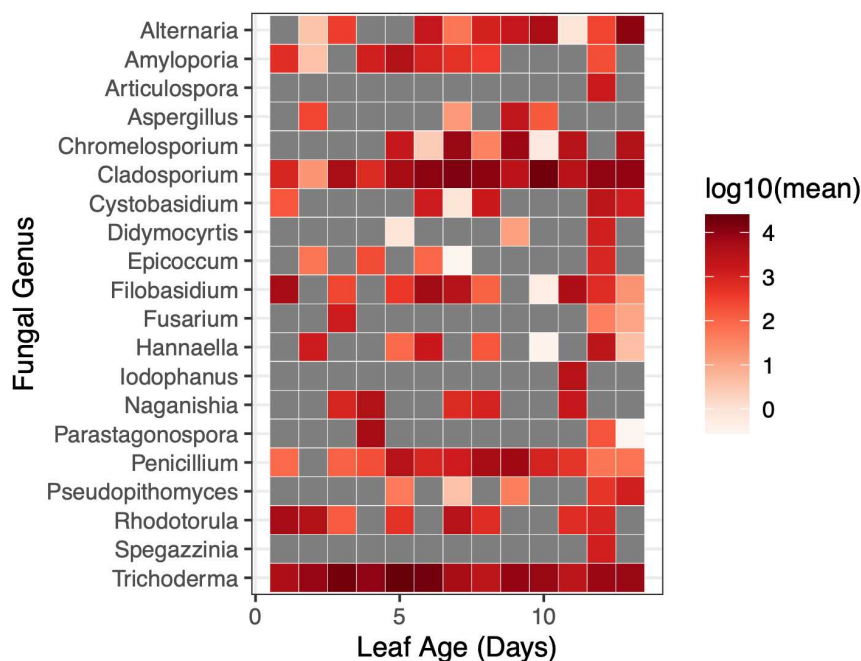 Alternaria
Amyloporia
Articulospora
Aspergillus
Chromelosporium
Cladosporium
Cystobasidium
Didymocyrtis
Epicoccum
Filobasidium
Fusarium
Hannaella
Iodophanus
Naganishia
Parastagonospora
Penicillium
Pseudopithomyces
Rhodotorula
Spegazzinia
Trichoderma
Fungal Genus
0 5 10
Leaf Age (Days)
log10(mean)
4
3
2
1
0